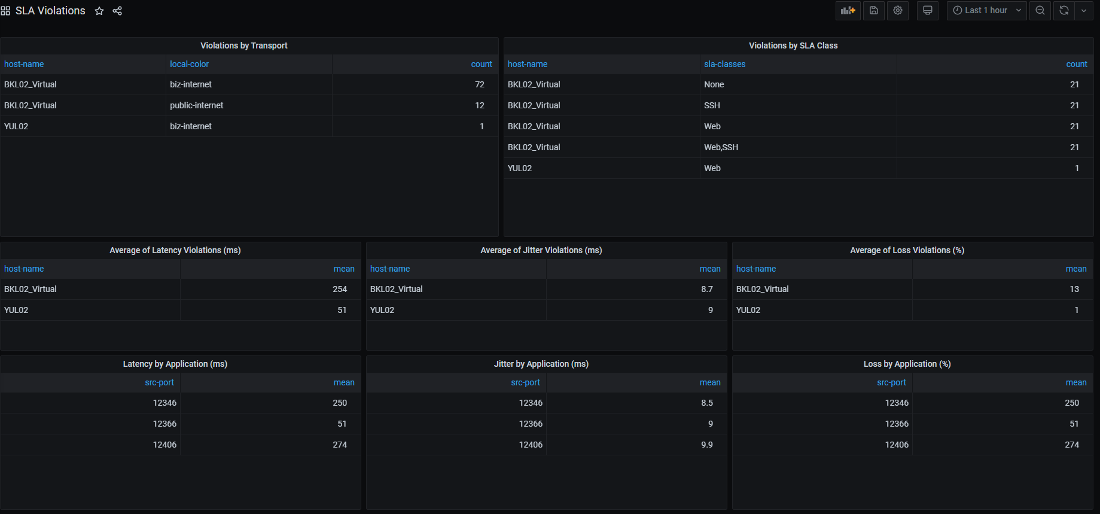 SLA Violations
Last 1 hour
Violations by Transport
host-name local-color count
BKL02_Virtual biz-internet 72
BKL02_Virtual public-internet 12
YUL02 biz-internet 1
Violations by SLA Class
host-name sla-classes count
BKL02_Virtual None 21
BKL02_Virtual SSH 21
BKL02_Virtual Web 21
BKL02_Virtual Web,SSH 21
YUL02 Web 1
Average of Latency Violations (ms)
host-name mean
BKL02_Virtual 254
YUL02 51
Average of Jitter Violations (ms)
host-name mean
BKL02_Virtual 8.7
YUL02 9
Average of Loss Violations (%)
host-name mean
BKL02_Virtual 13
YUL02 1
Latency by Application (ms)
src-port mean
12346 250
12366 51
12406 274
Jitter by Application (ms)
src-port mean
12346 8.5
12366 9
12406 9.9
Loss by Application (%)
src-port mean
12346 250
12366 51
12406 274